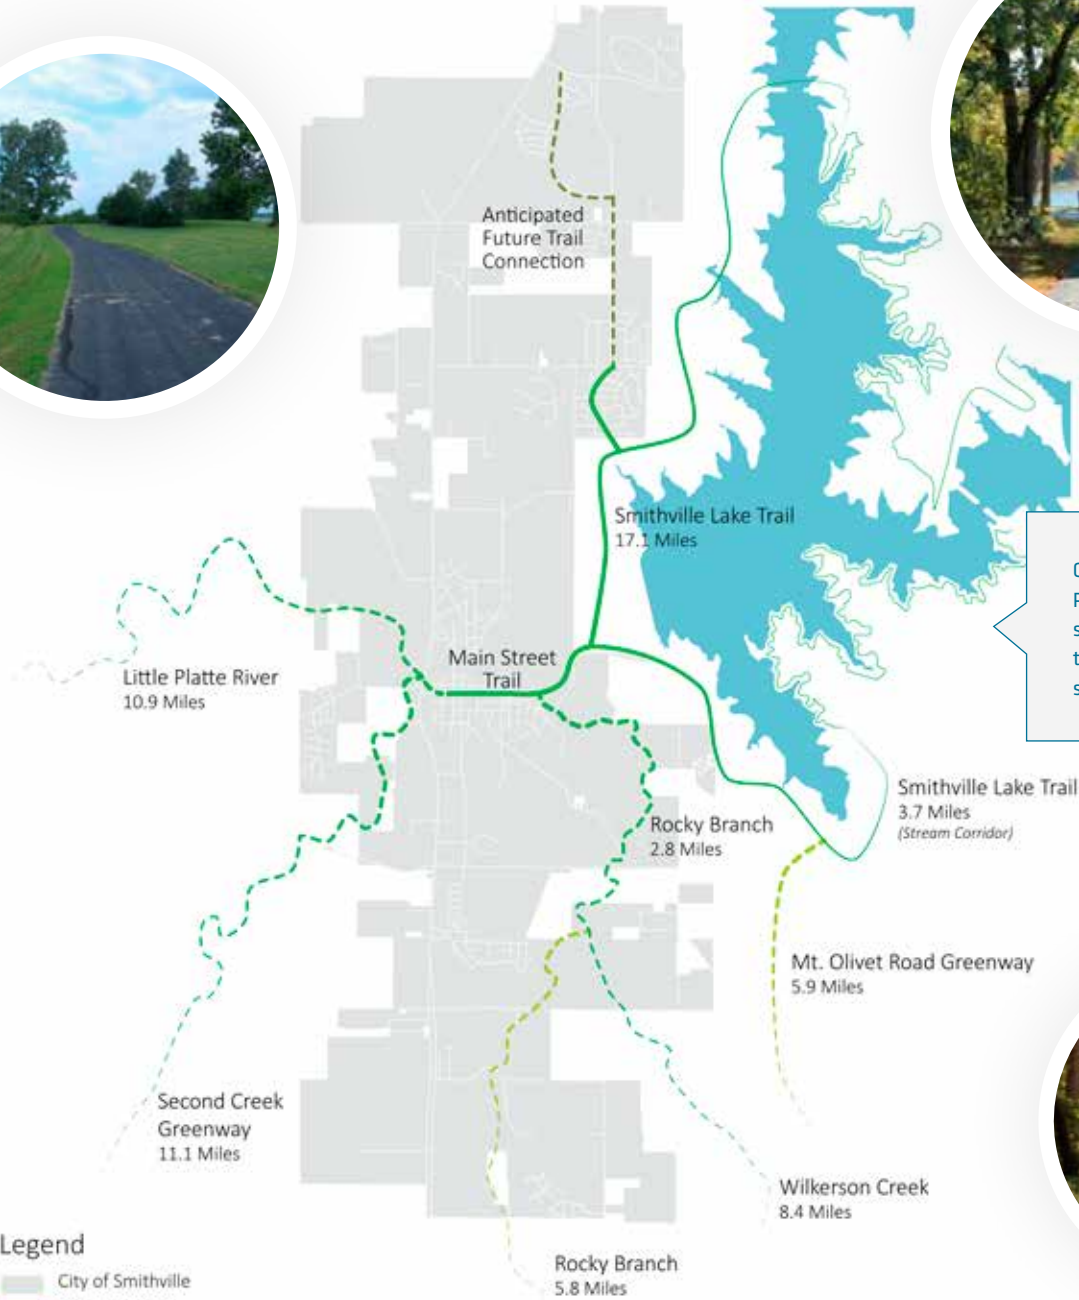 Anticipated
Future Trail
Connection
Smithville Lake Trail
17.1 Miles
Main Street
Trail
Little Platte River
10.9 Miles
Smithville Lake Trail
3.7 Miles
(Stream Corridor)
Rocky Branch
2.8 Miles
Mt. Olivet Road Greenway
5.9 Miles
Second Creek
Greenway
11.1 Miles
Wilkerson Creek
8.4 Miles
Rocky Branch
5.8 Miles
Legend
City of Smithville